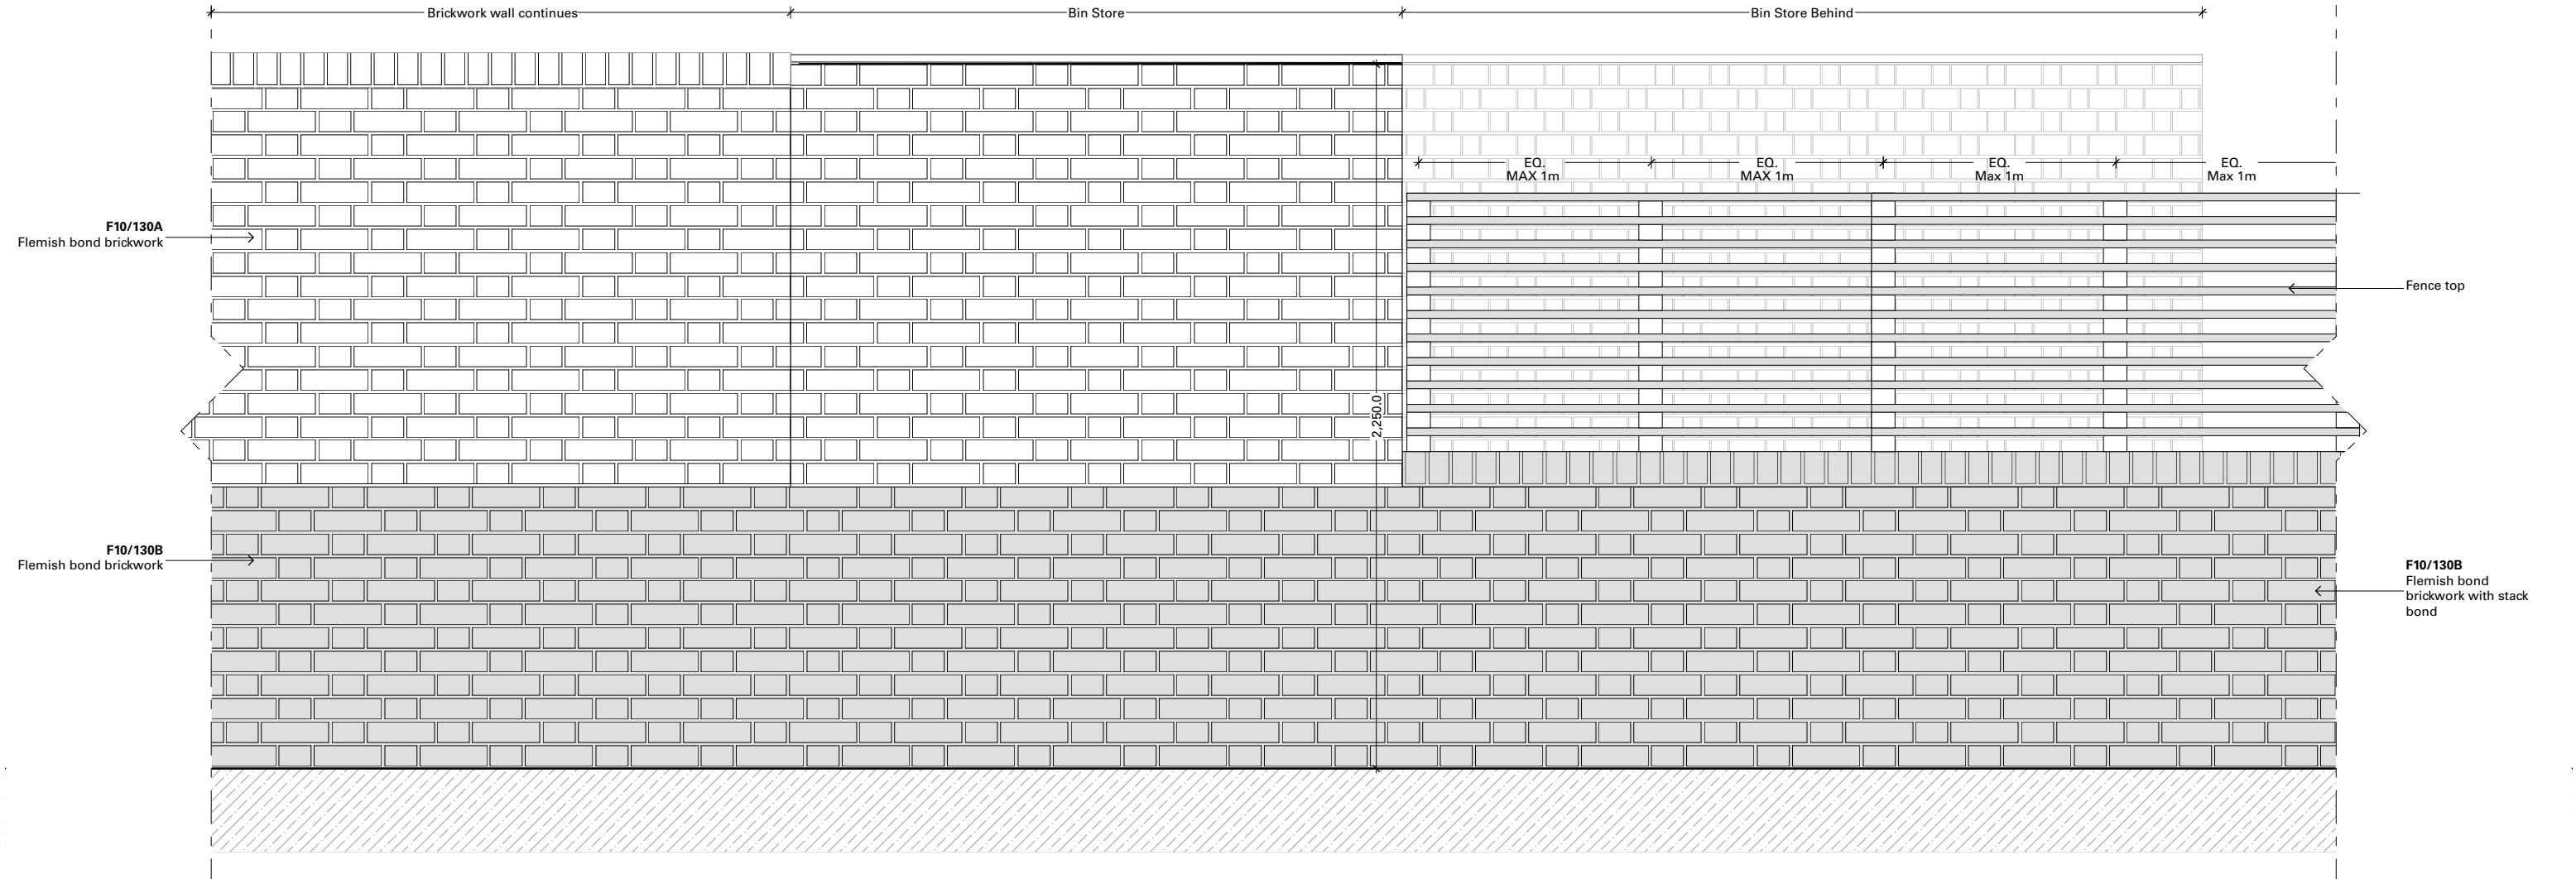 Brickwork wall continues
Bin Store
Bin Store Behind
EQ.
MAX 1m
EQ.
MAX 1m
EQ.
Max 1m
EQ.
Max 1m
F10/130A
Flemish bond brickwork
Fence top
2,250.0
F10/130B
Flemish bond brickwork
F10/130B
Flemish bond
brickwork with stack
bond